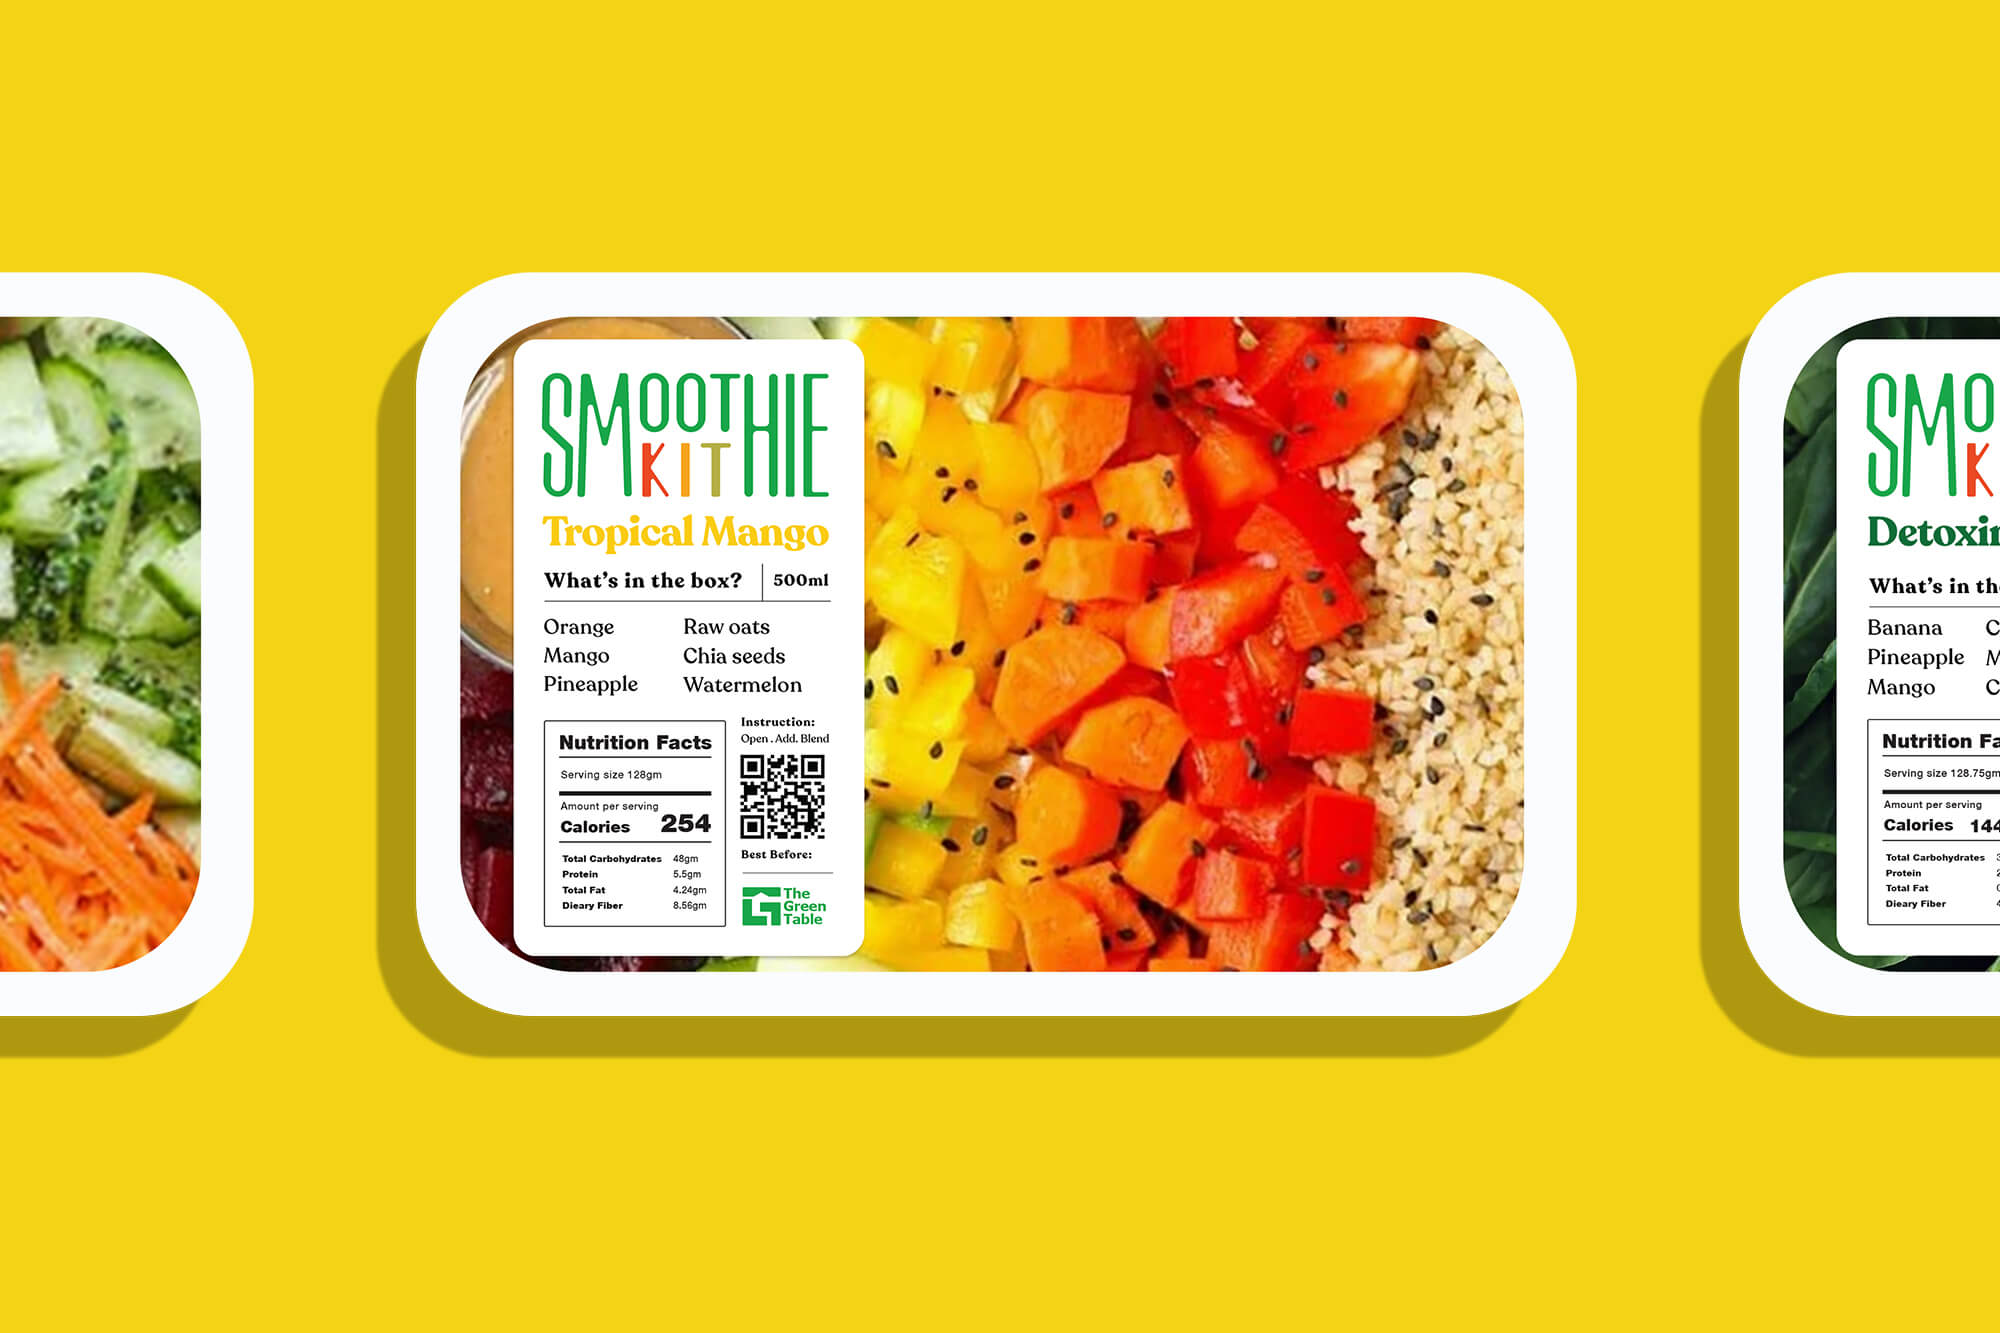 SMOOTHIE
KIT
Tropical Mango
What's in the box? 500ml
Orange Raw oats
Mango Chia seeds
Pineapple Watermelon
Nutrition Facts
Serving size 128gm
Amount per serving
Calories 254
Total Carbohydrates 48gm
Protein 5.5gm
Total Fat 4.24gm
Dieary Fiber 8.56gm
Instruction:
Open . Add. Blend
Best Before:
The
Green
Table
SMO
K
Detoxin
What's in th
Banana C
Pineapple M
Mango C
Nutrition Fa
Serving size 128.75gm
Amount per serving
Calories 144
Total Carbohydrates
Protein
Total Fat
Dieary Fiber